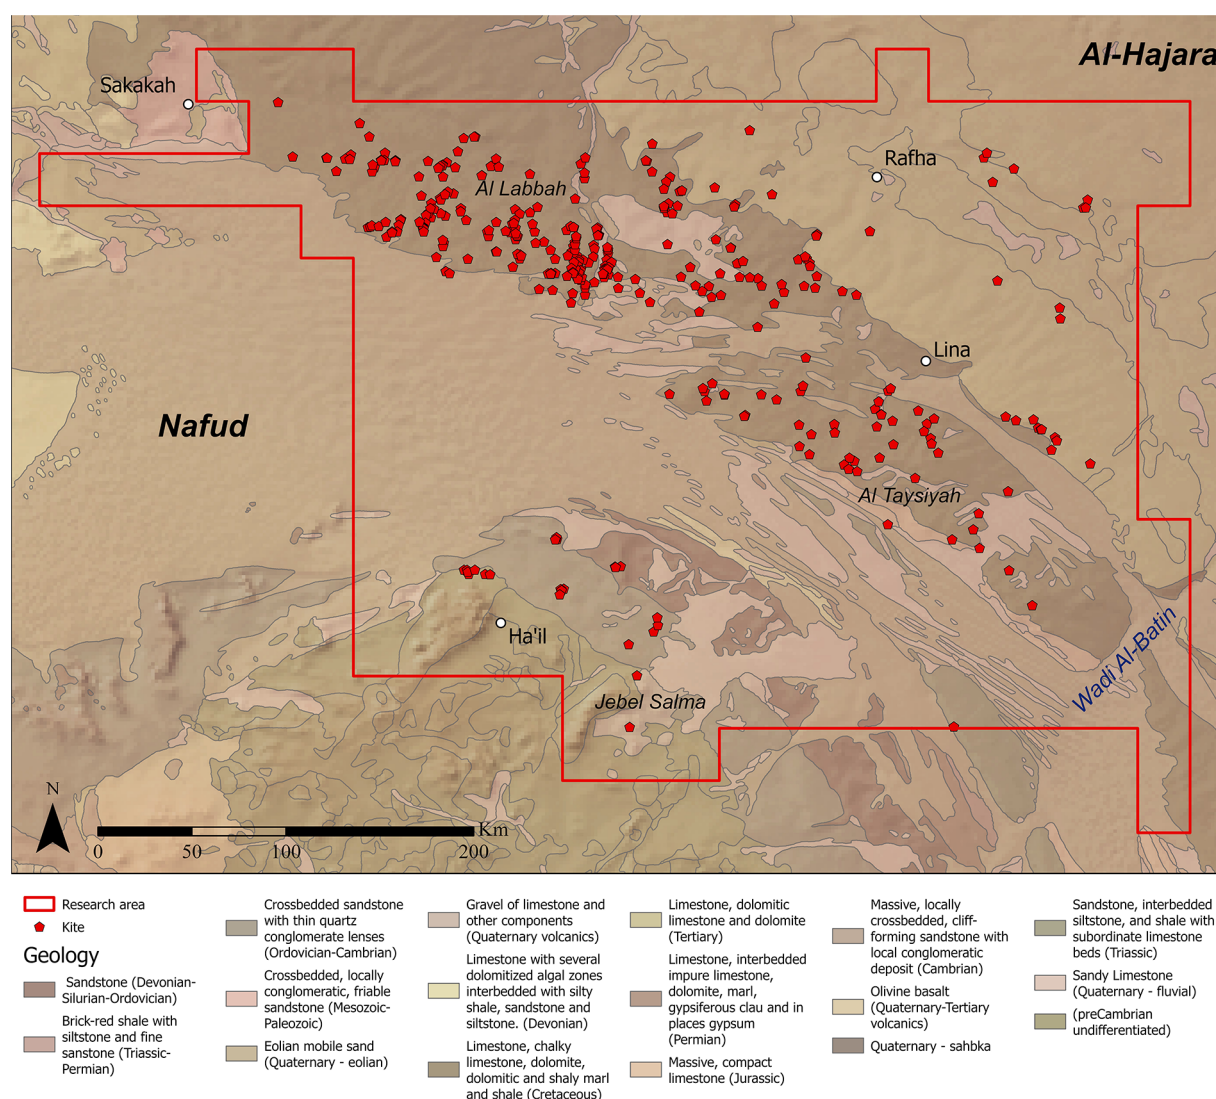 Al-Hajara
Sakakah
Rafha
Al Labbah
Lina
Nafud
Al Taysiyah
Ha'il
Wadi Al-Batin
Jebel Salma
N
Km
0 50 100 200
Research area
Kite
Geology
Sandstone (Devonian-
Silurian-Ordovician)
Brick-red shale with
siltstone and fine
sanstone (Triassic-
Permian)
Crossbedded sandstone
with thin quartz
conglomerate lenses
(Ordovician-Cambrian)
Crossbedded, locally
conglomeratic, friable
sandstone (Mesozoic-
Paleozoic)
Eolian mobile sand
(Quaternary - eolian)
Gravel of limestone and
other components
(Quaternary volcanics)
Limestone with several
dolomitized algal zones
interbedded with silty
shale, sandstone and
siltstone. (Devonian)
Limestone, chalky
limestone, dolomite,
dolomitic and shaly marl
and shale (Cretaceous)
Limestone, dolomitic
limestone and dolomite
(Tertiary)
Limestone, interbedded
impure limestone,
dolomite, marl,
gypsiferous clau and in
places gypsum
(Permian)
Massive, compact
limestone (Jurassic)
Massive, locally
crossbedded, cliff-
forming sandstone with
local conglomeratic
deposit (Cambrian)
Olivine basalt
(Quaternary-Tertiary
volcanics)
Quaternary - sahbka
Sandstone, interbedded
siltstone, and shale with
subordinate limestone
beds (Triassic)
Sandy Limestone
(Quaternary - fluvial)
(preCambrian
undifferentiated)